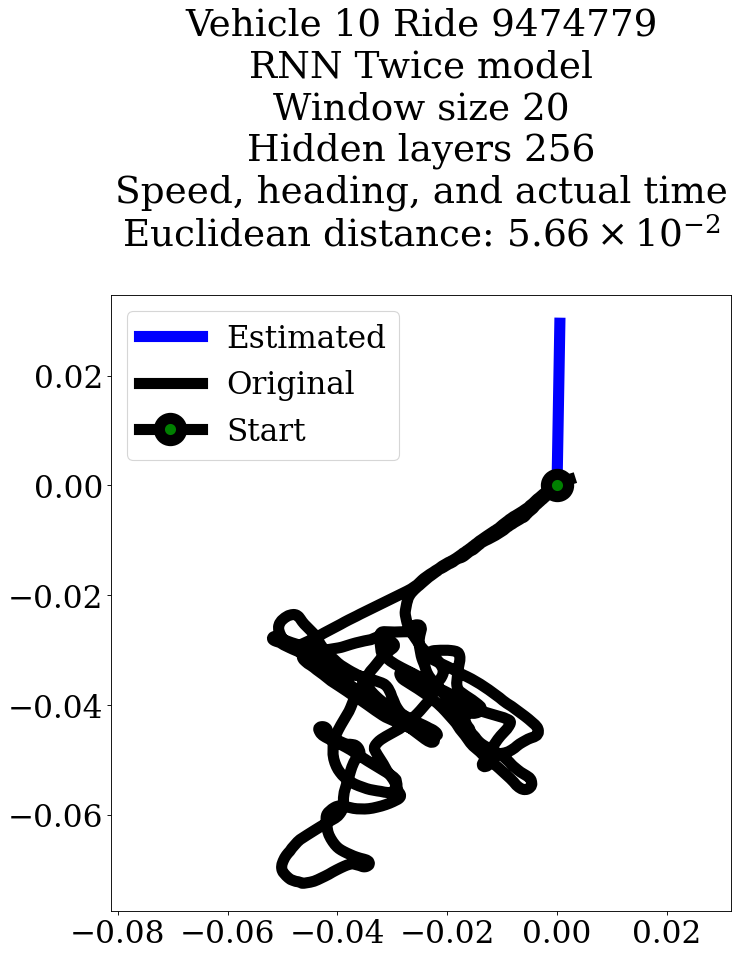 Vehicle 10 Ride 9474779
RNN Twice model
Window size 20
Hidden layers 256
Speed, heading, and actual time
Euclidean distance: 5.66 × 10⁻²
Estimated
Original
Start
0.02
0.00
−0.02
−0.04
−0.06
−0.08 −0.06 −0.04 −0.02 0.00 0.02